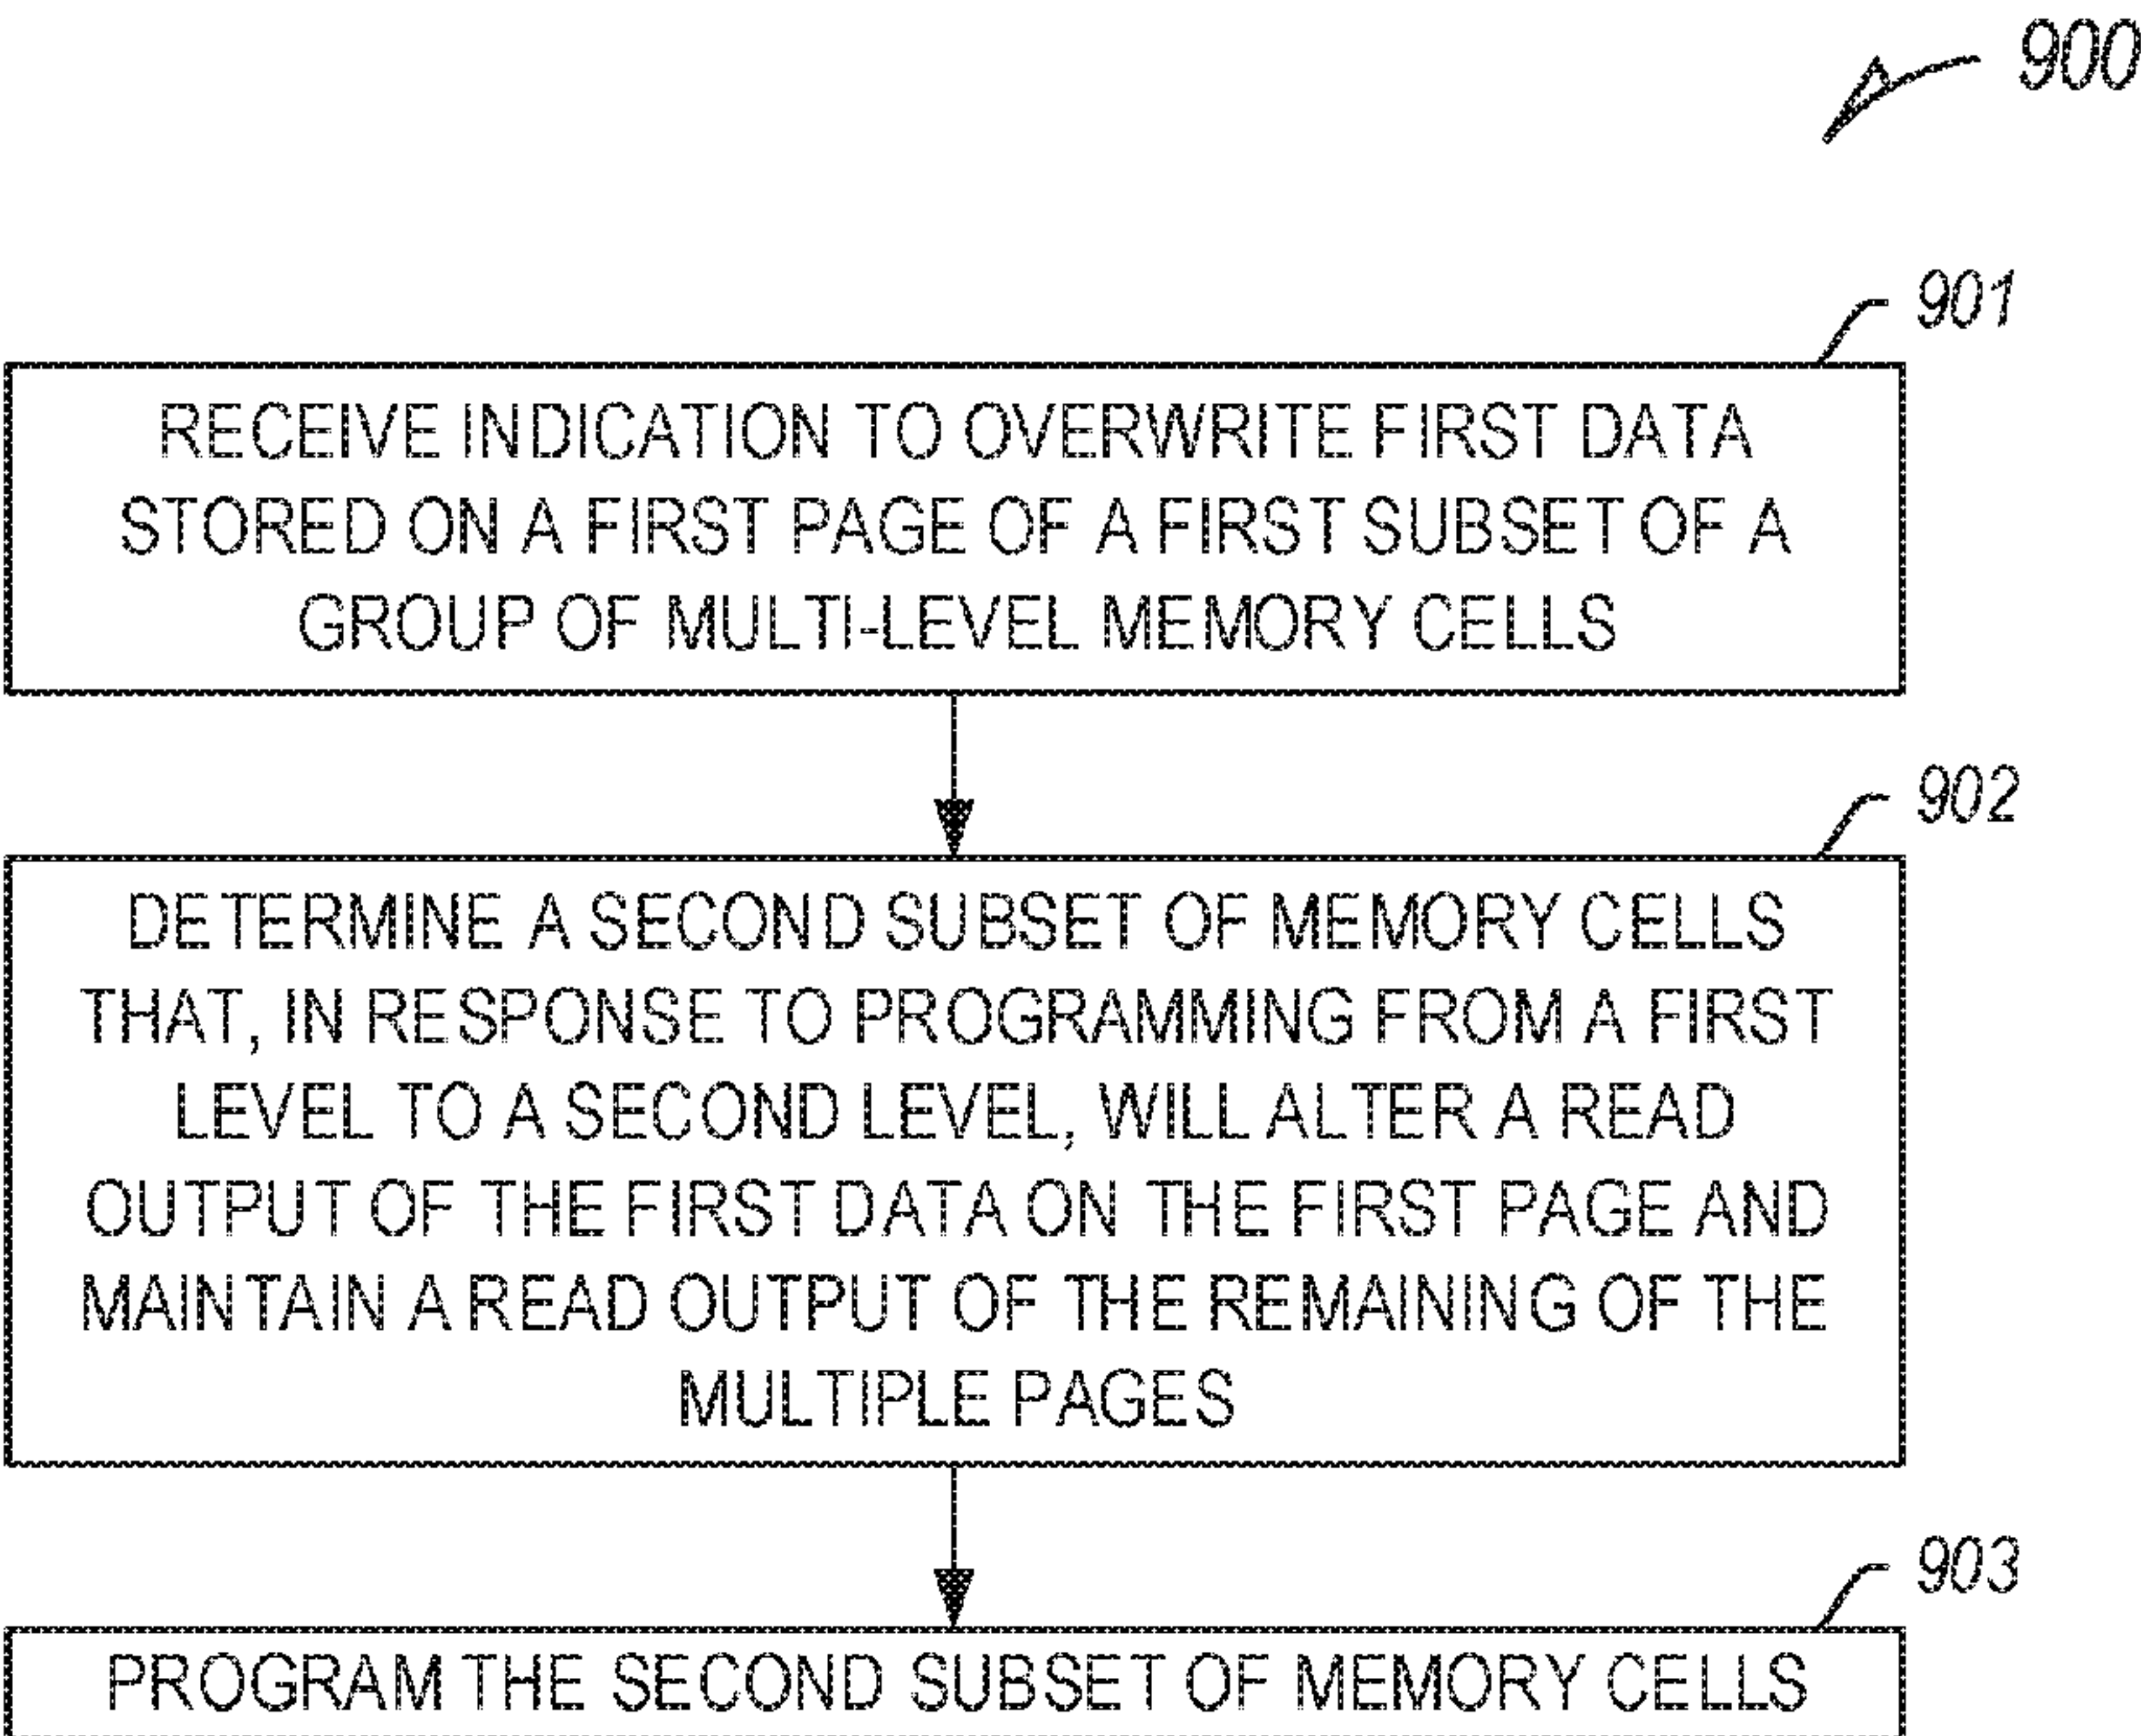 900
901
RECEIVE INDICATION TO OVERWRITE FIRST DATA
STORED ON A FIRST PAGE OF A FIRST SUBSET OF A
GROUP OF MULTI-LEVEL MEMORY CELLS
902
DETERMINE A SECOND SUBSET OF MEMORY CELLS
THAT, IN RESPONSE TO PROGRAMMING FROM A FIRST
LEVEL TO A SECOND LEVEL, WILL ALTER A READ
OUTPUT OF THE FIRST DATA ON THE FIRST PAGE AND
MAINTAIN A READ OUTPUT OF THE REMAINING OF THE
MULTIPLE PAGES
903
PROGRAM THE SECOND SUBSET OF MEMORY CELLS